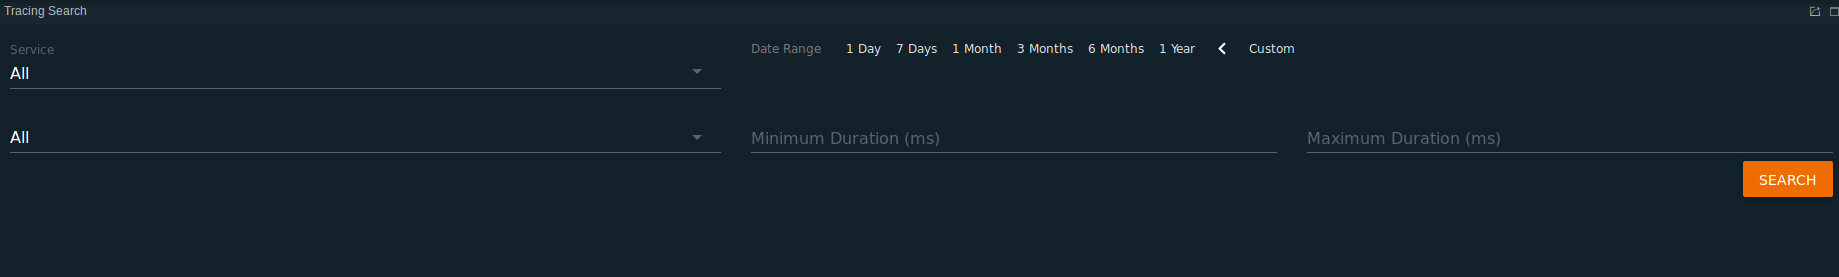 Tracing Search
Service
All
Date Range 1 Day 7 Days 1 Month 3 Months 6 Months 1 Year Custom
All
Minimum Duration (ms)
Maximum Duration (ms)
SEARCH